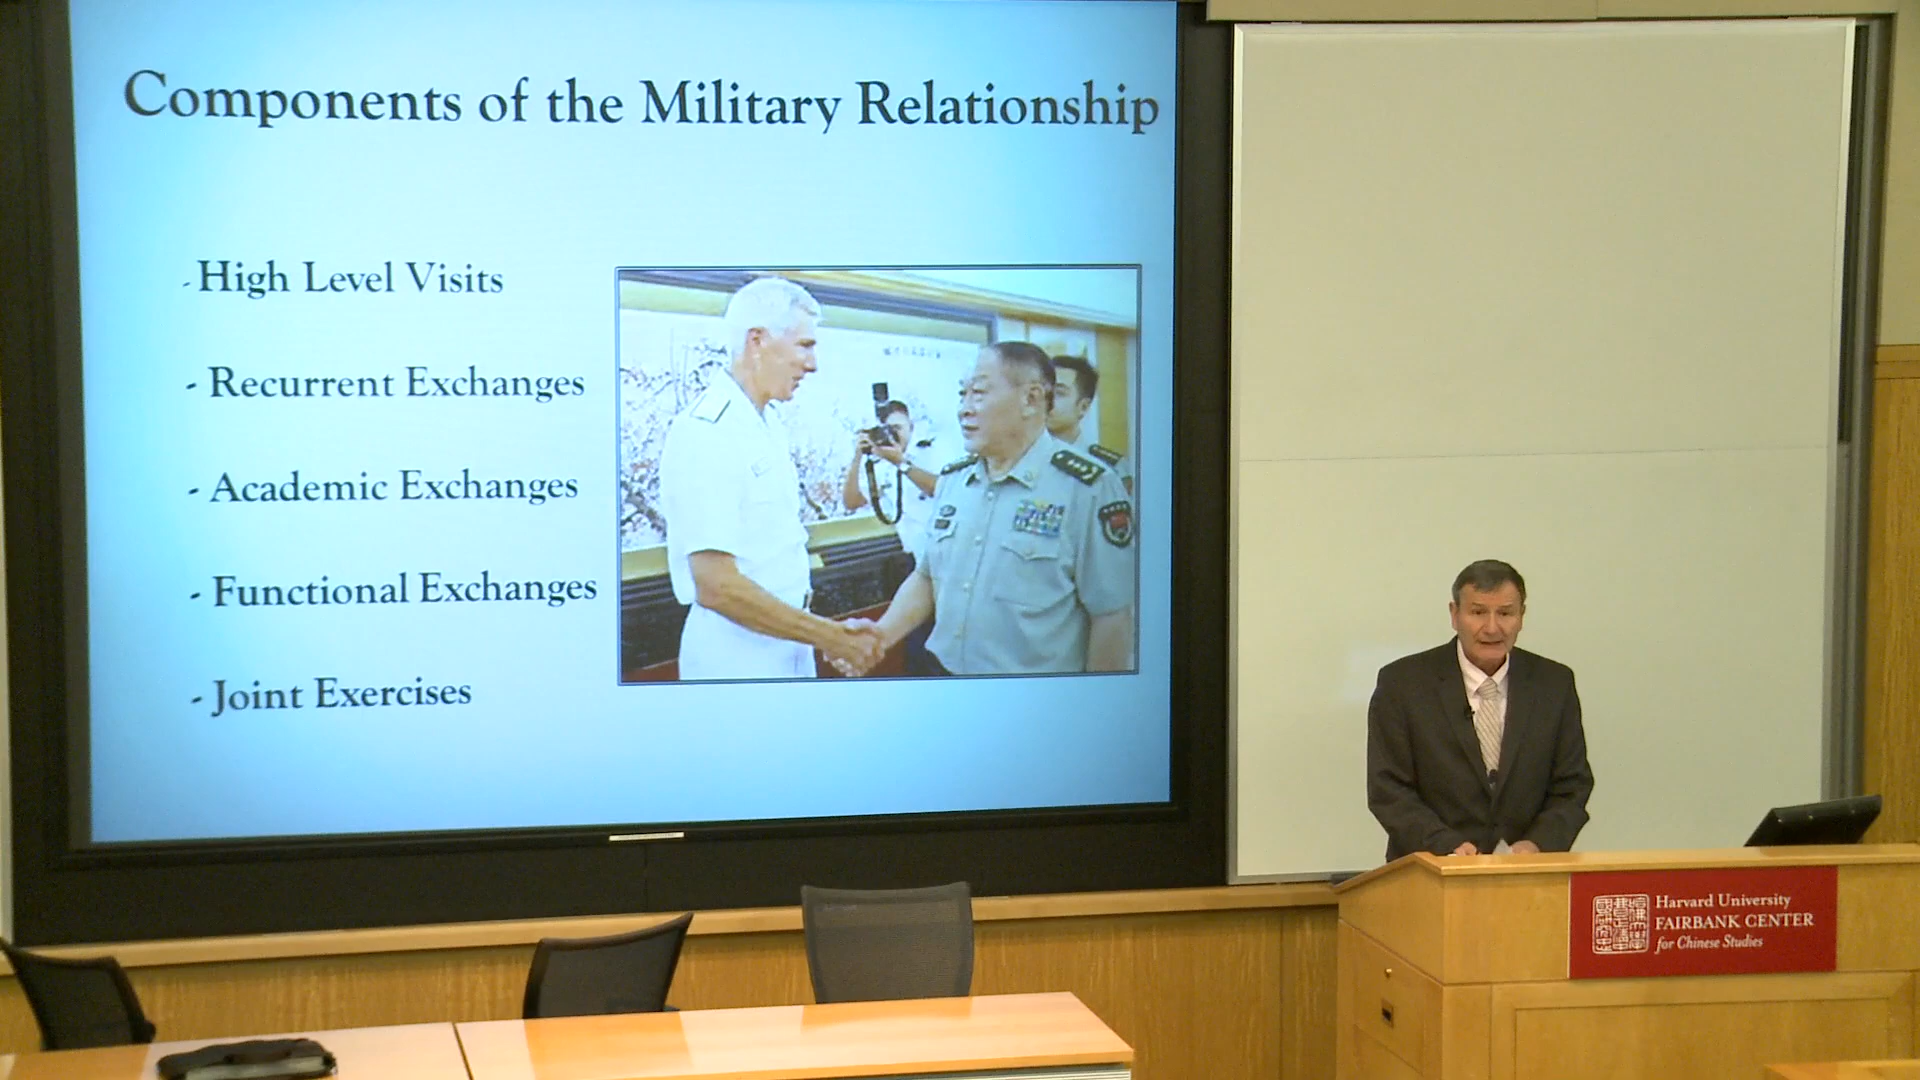 Components of the Military Relationship
- High Level Visits
- Recurrent Exchanges
- Academic Exchanges
- Functional Exchanges
- Joint Exercises
Harvard University
FAIRBANK CENTER
for Chinese Studies